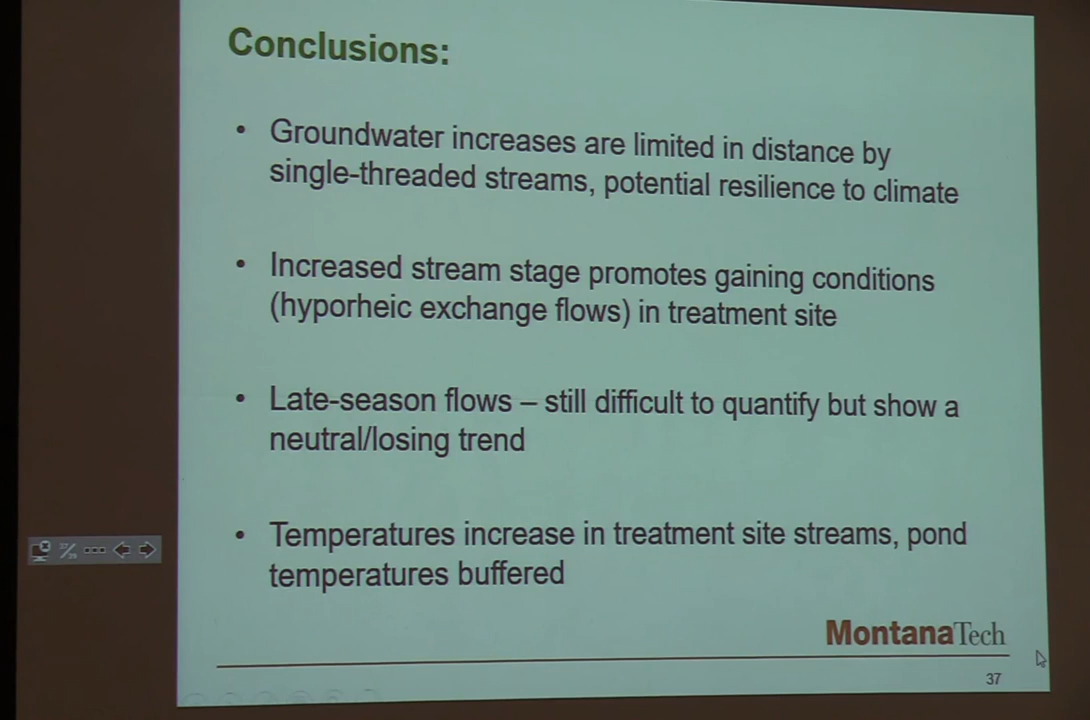 Conclusions:
• Groundwater increases are limited in distance by
single-threaded streams, potential resilience to climate
• Increased stream stage promotes gaining conditions
(hyporheic exchange flows) in treatment site
• Late-season flows – still difficult to quantify but show a
neutral/losing trend
• Temperatures increase in treatment site streams, pond
temperatures buffered
MontanaTech
37